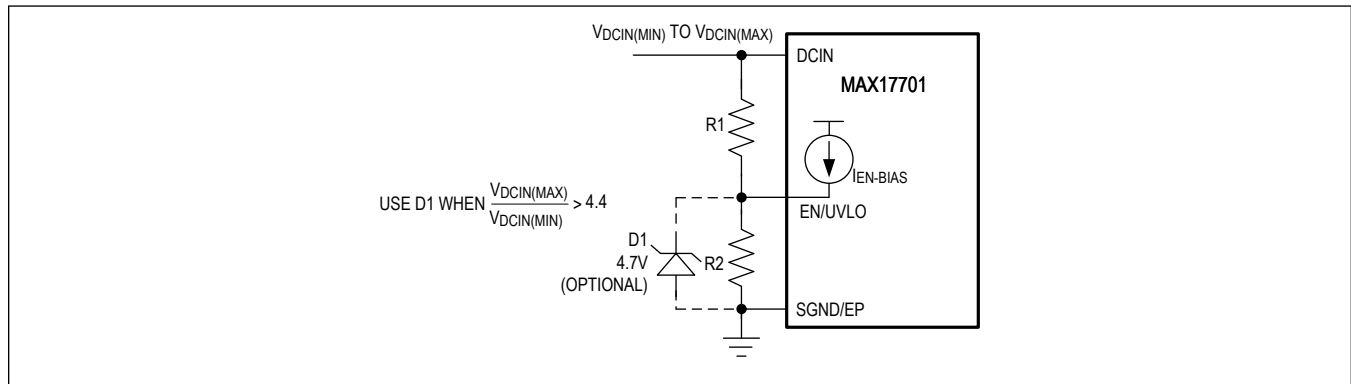 VDCIN(MIN) TO VDCIN(MAX)
DCIN
MAX17701
R1
IEN-BIAS
EN/UVLO
USE D1 WHEN VDCIN(MAX)
VDCIN(MIN) > 4.4
D1
4.7V
(OPTIONAL)
R2
SGND/EP